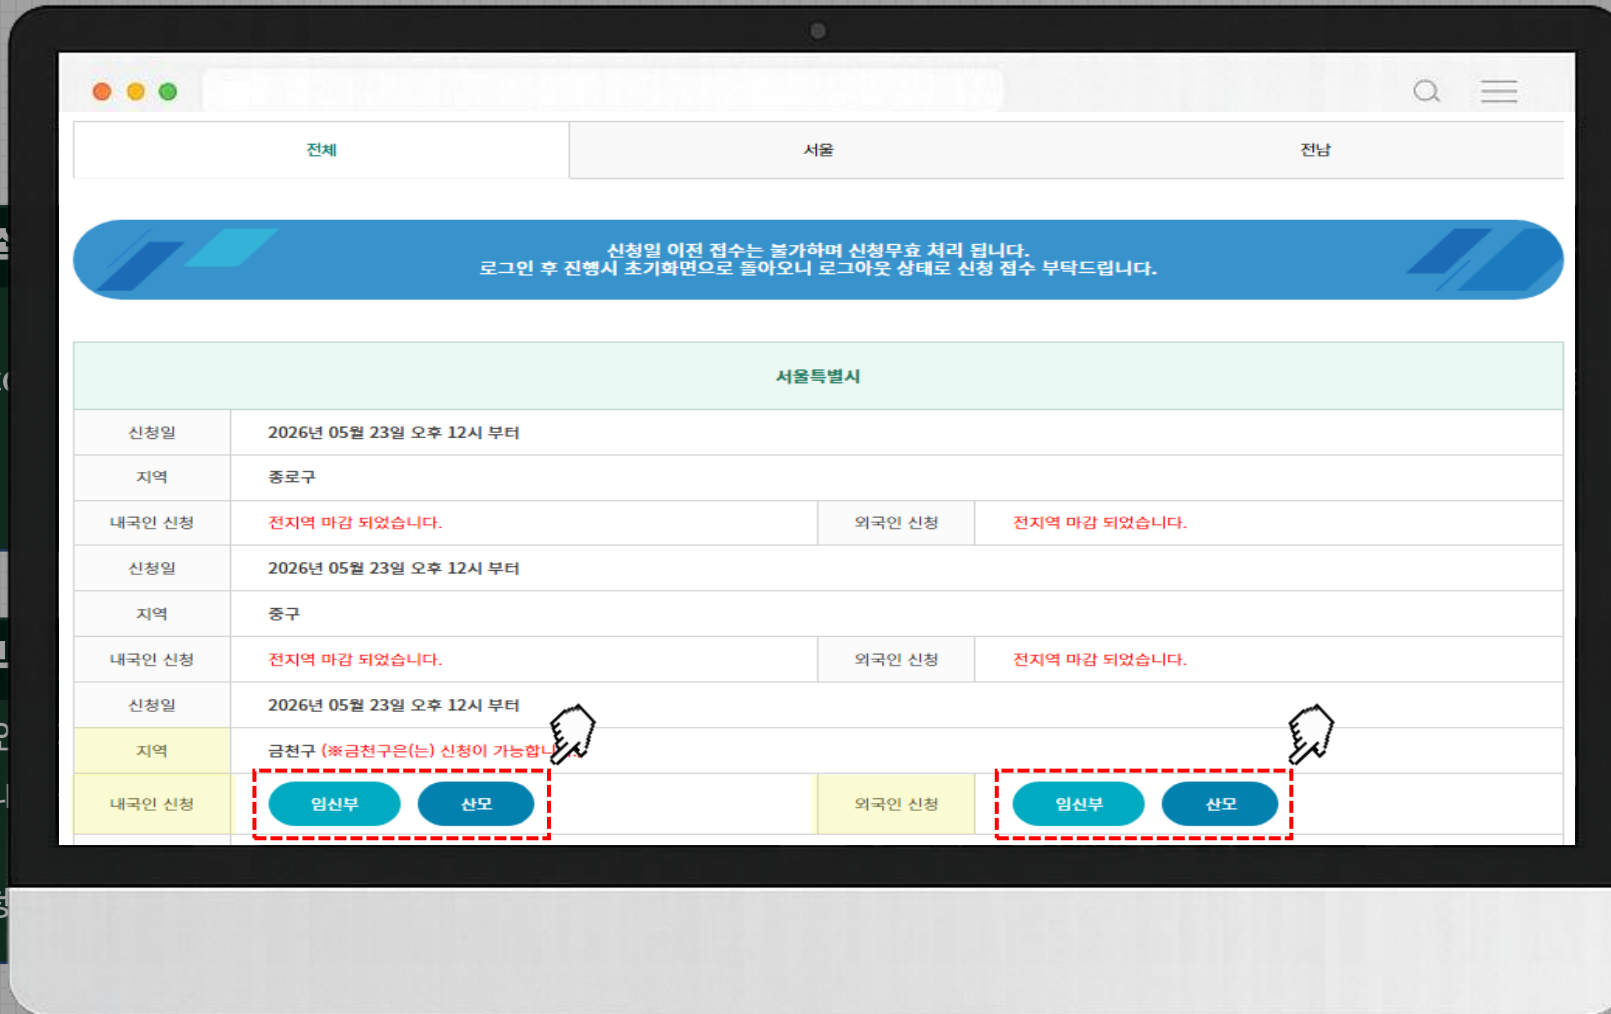 전체
서울
전남
신청일 이전 접수는 불가하며 신청무효 처리 됩니다.
로그인 후 진행시 초기화면으로 돌아오니 로그아웃 상태로 신청 접수 부탁드립니다.
서울특별시
신청일 2026년 05월 23일 오후 12시 부터
지역 종로구
내국인 신청 전지역 마감 되었습니다. 외국인 신청 전지역 마감 되었습니다.
신청일 2026년 05월 23일 오후 12시 부터
지역 중구
내국인 신청 전지역 마감 되었습니다. 외국인 신청 전지역 마감 되었습니다.
신청일 2026년 05월 23일 오후 12시 부터
지역 금천구 (※금천구은(는) 신청이 가능합니
내국인 신청 임신부 산모 외국인 신청 임신부 산모